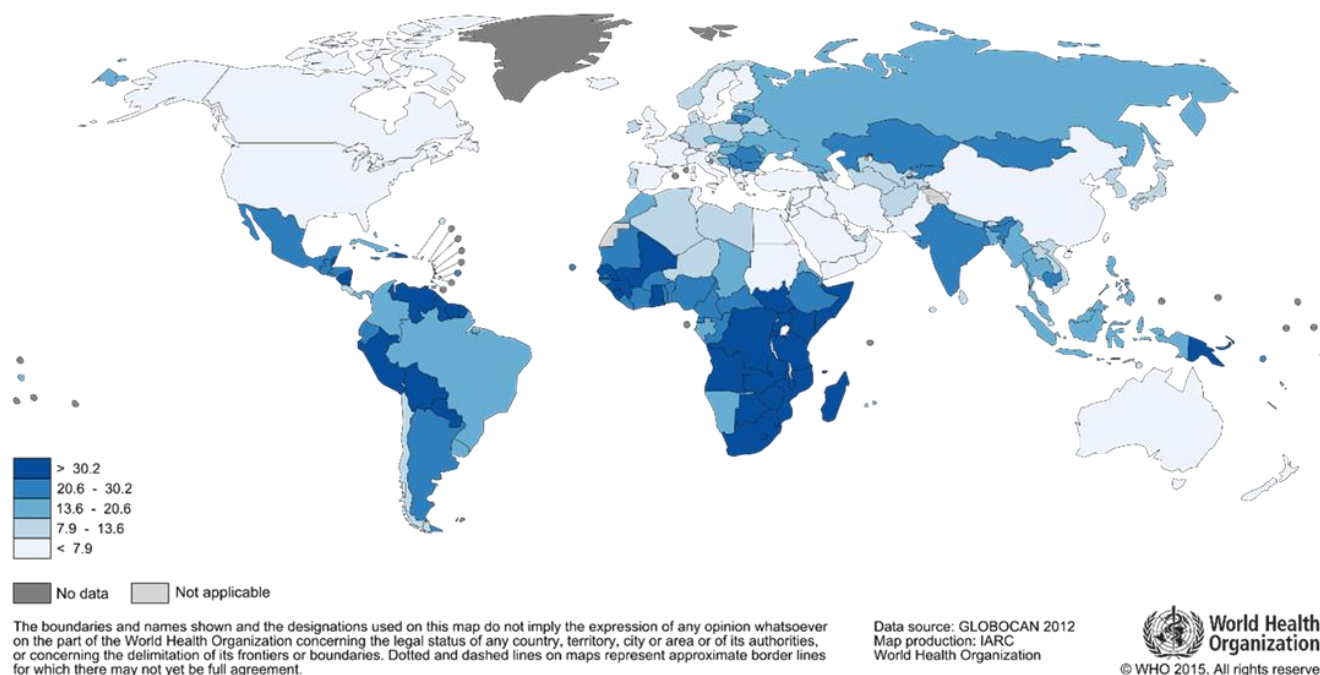 > 30.2
20.6 - 30.2
13.6 - 20.6
7.9 - 13.6
< 7.9
No data
Not applicable
The boundaries and names shown and the designations used on this map do not imply the expression of any opinion whatsoever
on the part of the World Health Organization concerning the legal status of any country, territory, city or area or of its authorities,
or concerning the delimitation of its frontiers or boundaries. Dotted and dashed lines on maps represent approximate border lines
for which there may not yet be full agreement.
Data source: GLOBOCAN 2012
Map production: IARC
World Health Organization
World Health
Organization
© WHO 2015. All rights reserve